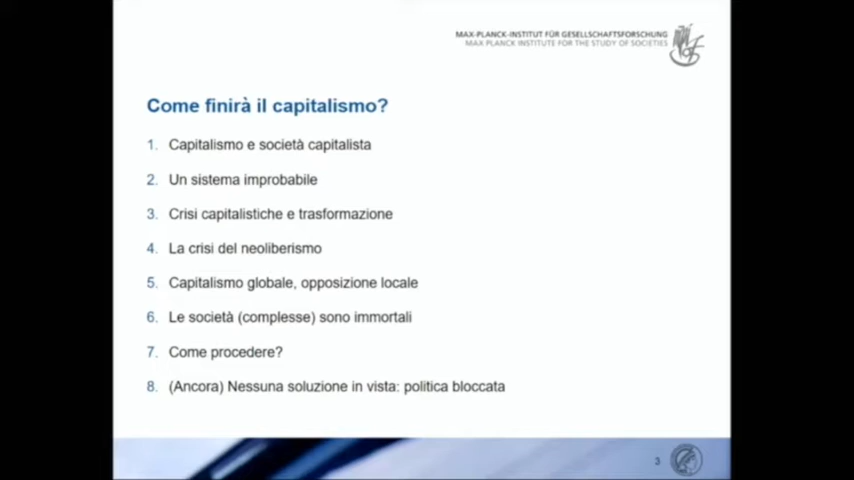 MAX-PLANCK-INSTITUT FÜR GESELLSCHAFTSFORSCHUNG
MAX PLANCK INSTITUTE FOR THE STUDY OF SOCIETIES
Come finirà il capitalismo?
1. Capitalismo e società capitalista
2. Un sistema improbabile
3. Crisi capitalistiche e trasformazione
4. La crisi del neoliberismo
5. Capitalismo globale, opposizione locale
6. Le società (complesse) sono immortali
7. Come procedere?
8. (Ancora) Nessuna soluzione in vista: politica bloccata
3